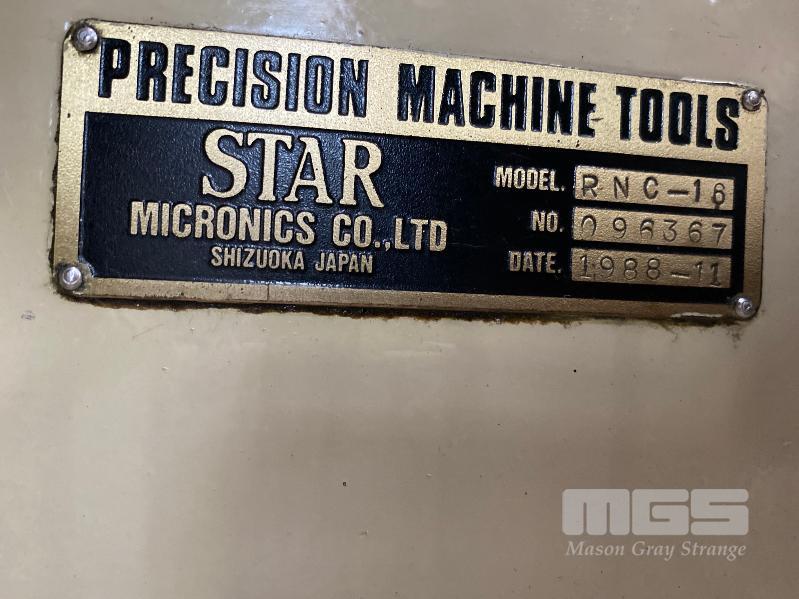 PRECISION MACHINE TOOLS
STAR
MICRONICS CO.,LTD
SHIZUOKA JAPAN
MODEL. RNC-16
NO. 096367
DATE. 1988-11
MGS
Mason Gray Strange